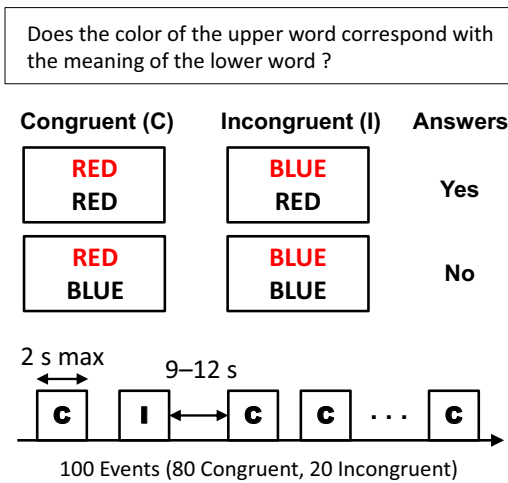 Does the color of the upper word correspond with
the meaning of the lower word ?
Congruent (C) Incongruent (I) Answers
RED BLUE
RED RED
Yes
RED BLUE
BLUE BLUE
No
2 s max
9–12 s
C I C C · · · C
100 Events (80 Congruent, 20 Incongruent)